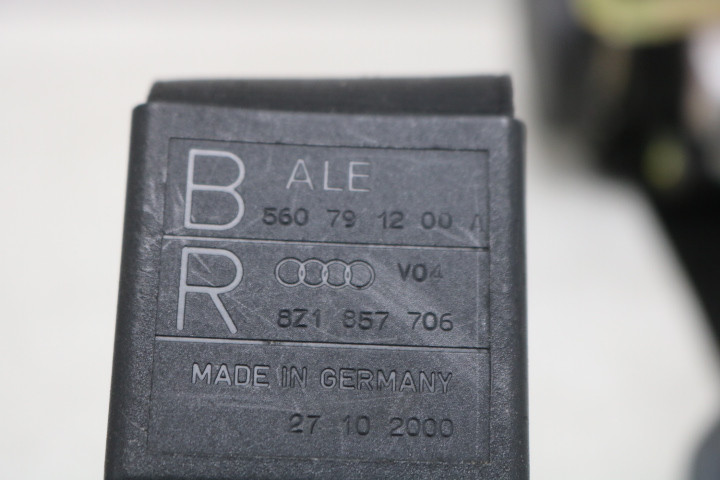 B ALE
560 79 12 00 A
R V04
8Z1 857 706
MADE IN GERMANY
27 10 2000